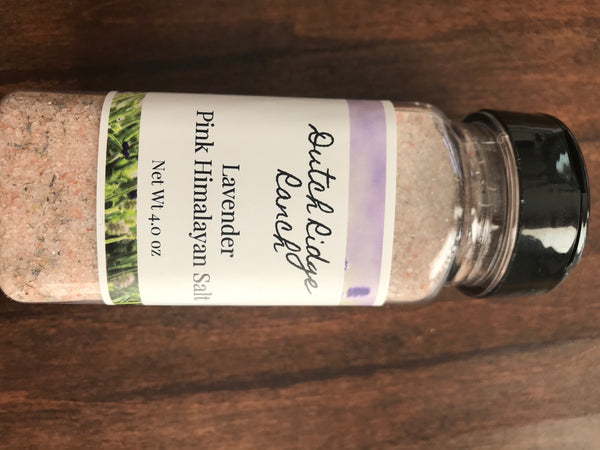 Dutch Ridge
Ranch
Lavender
Pink Himalayan Salt
Net Wt 4.0 oz